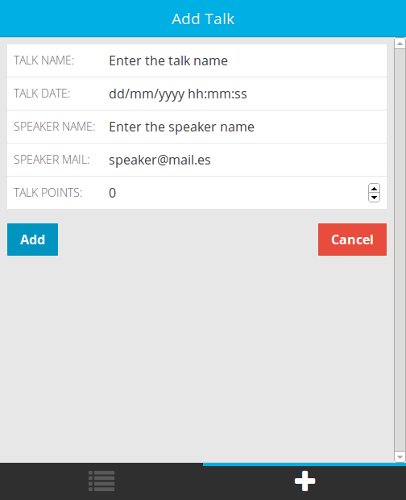 Add Talk
TALK NAME: Enter the talk name
TALK DATE: dd/mm/yyyy hh:mm:ss
SPEAKER NAME: Enter the speaker name
SPEAKER MAIL: speaker@mail.es
TALK POINTS: 0
Add Cancel